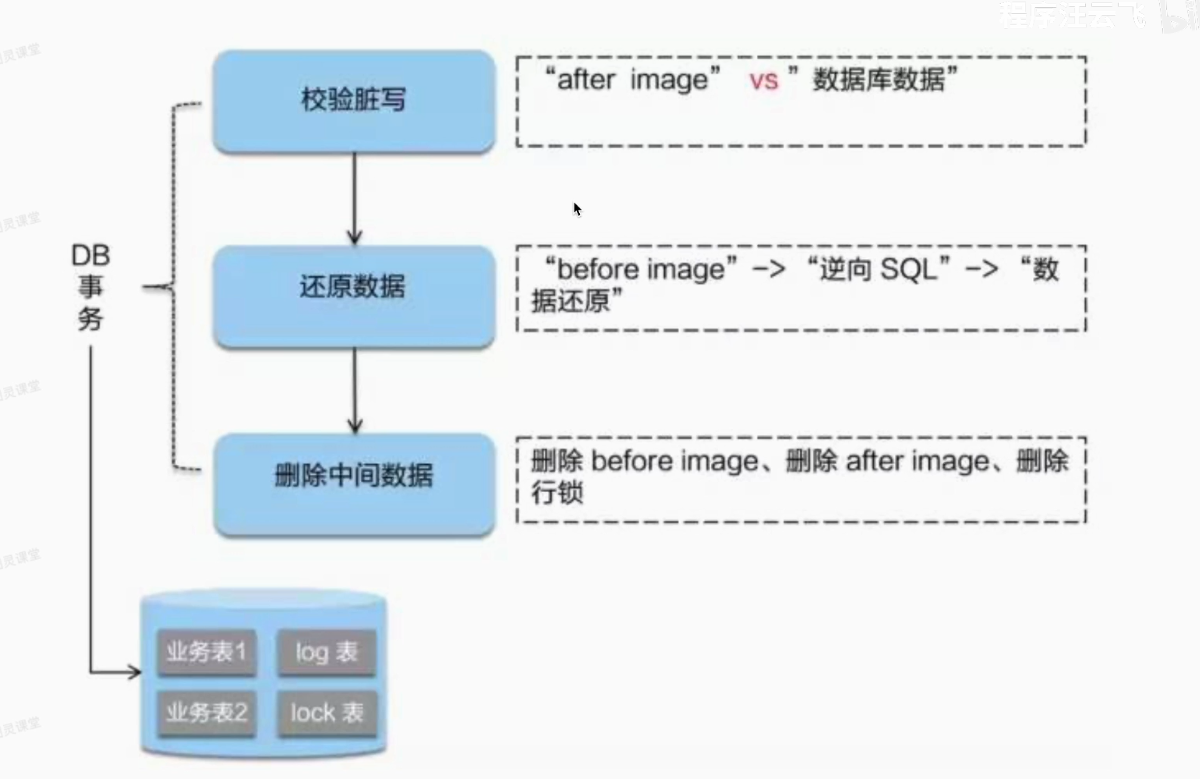 程序汪云飞
校验脏写
“after image” vs ”数据库数据”
DB
事
务
还原数据
“before image”–> “逆向 SQL”–> “数
据还原”
删除中间数据
删除 before image、删除 after image、删除
行锁
业务表1
log 表
业务表2
lock 表